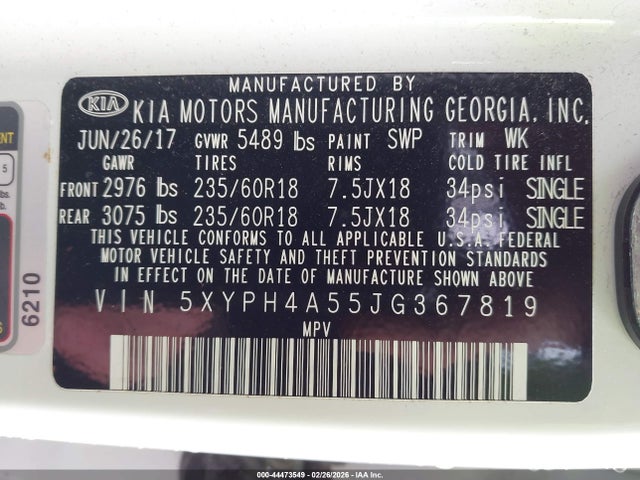 MANUFACTURED BY
KIA KIA MOTORS MANUFACTURING GEORGIA, INC.
JUN/26/17 GVWR 5489 lbs PAINT SWP TRIM WK
GAWR TIRES RIMS COLD TIRE INFL
FRONT 2976 lbs 235/60R18 7.5JX18 34psi SINGLE
REAR 3075 lbs 235/60R18 7.5JX18 34psi SINGLE
THIS VEHICLE CONFORMS TO ALL APPLICABLE U.S.A. FEDERAL
MOTOR VEHICLE SAFETY AND THEFT PREVENTION STANDARDS
IN EFFECT ON THE DATE OF MANUFACTURE SHOWN ABOVE.
VIN 5XYPH4A55JG367819
MPV
6210
5
000-44473549 | 02/26/2026 | IAA Inc.